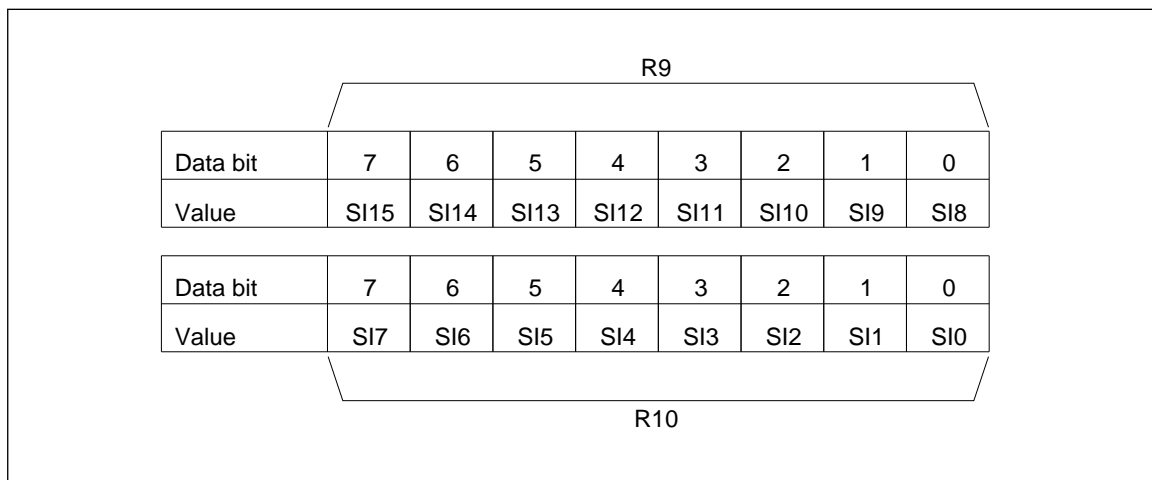 R9
Data bit 7 6 5 4 3 2 1 0
Value SI15 SI14 SI13 SI12 SI11 SI10 SI9 SI8
Data bit 7 6 5 4 3 2 1 0
Value SI7 SI6 SI5 SI4 SI3 SI2 SI1 SI0
R10